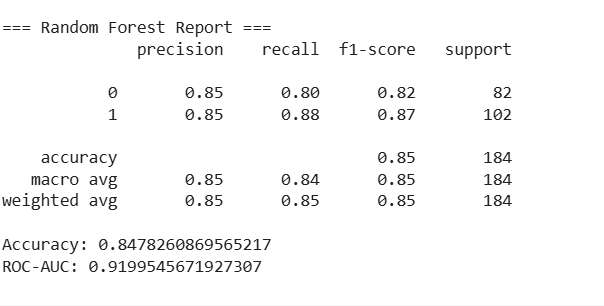 === Random Forest Report ===
precision recall f1-score support
0 0.85 0.80 0.82 82
1 0.85 0.88 0.87 102
accuracy 0.85 184
macro avg 0.85 0.84 0.85 184
weighted avg 0.85 0.85 0.85 184
Accuracy: 0.8478260869565217
ROC-AUC: 0.9199545671927307